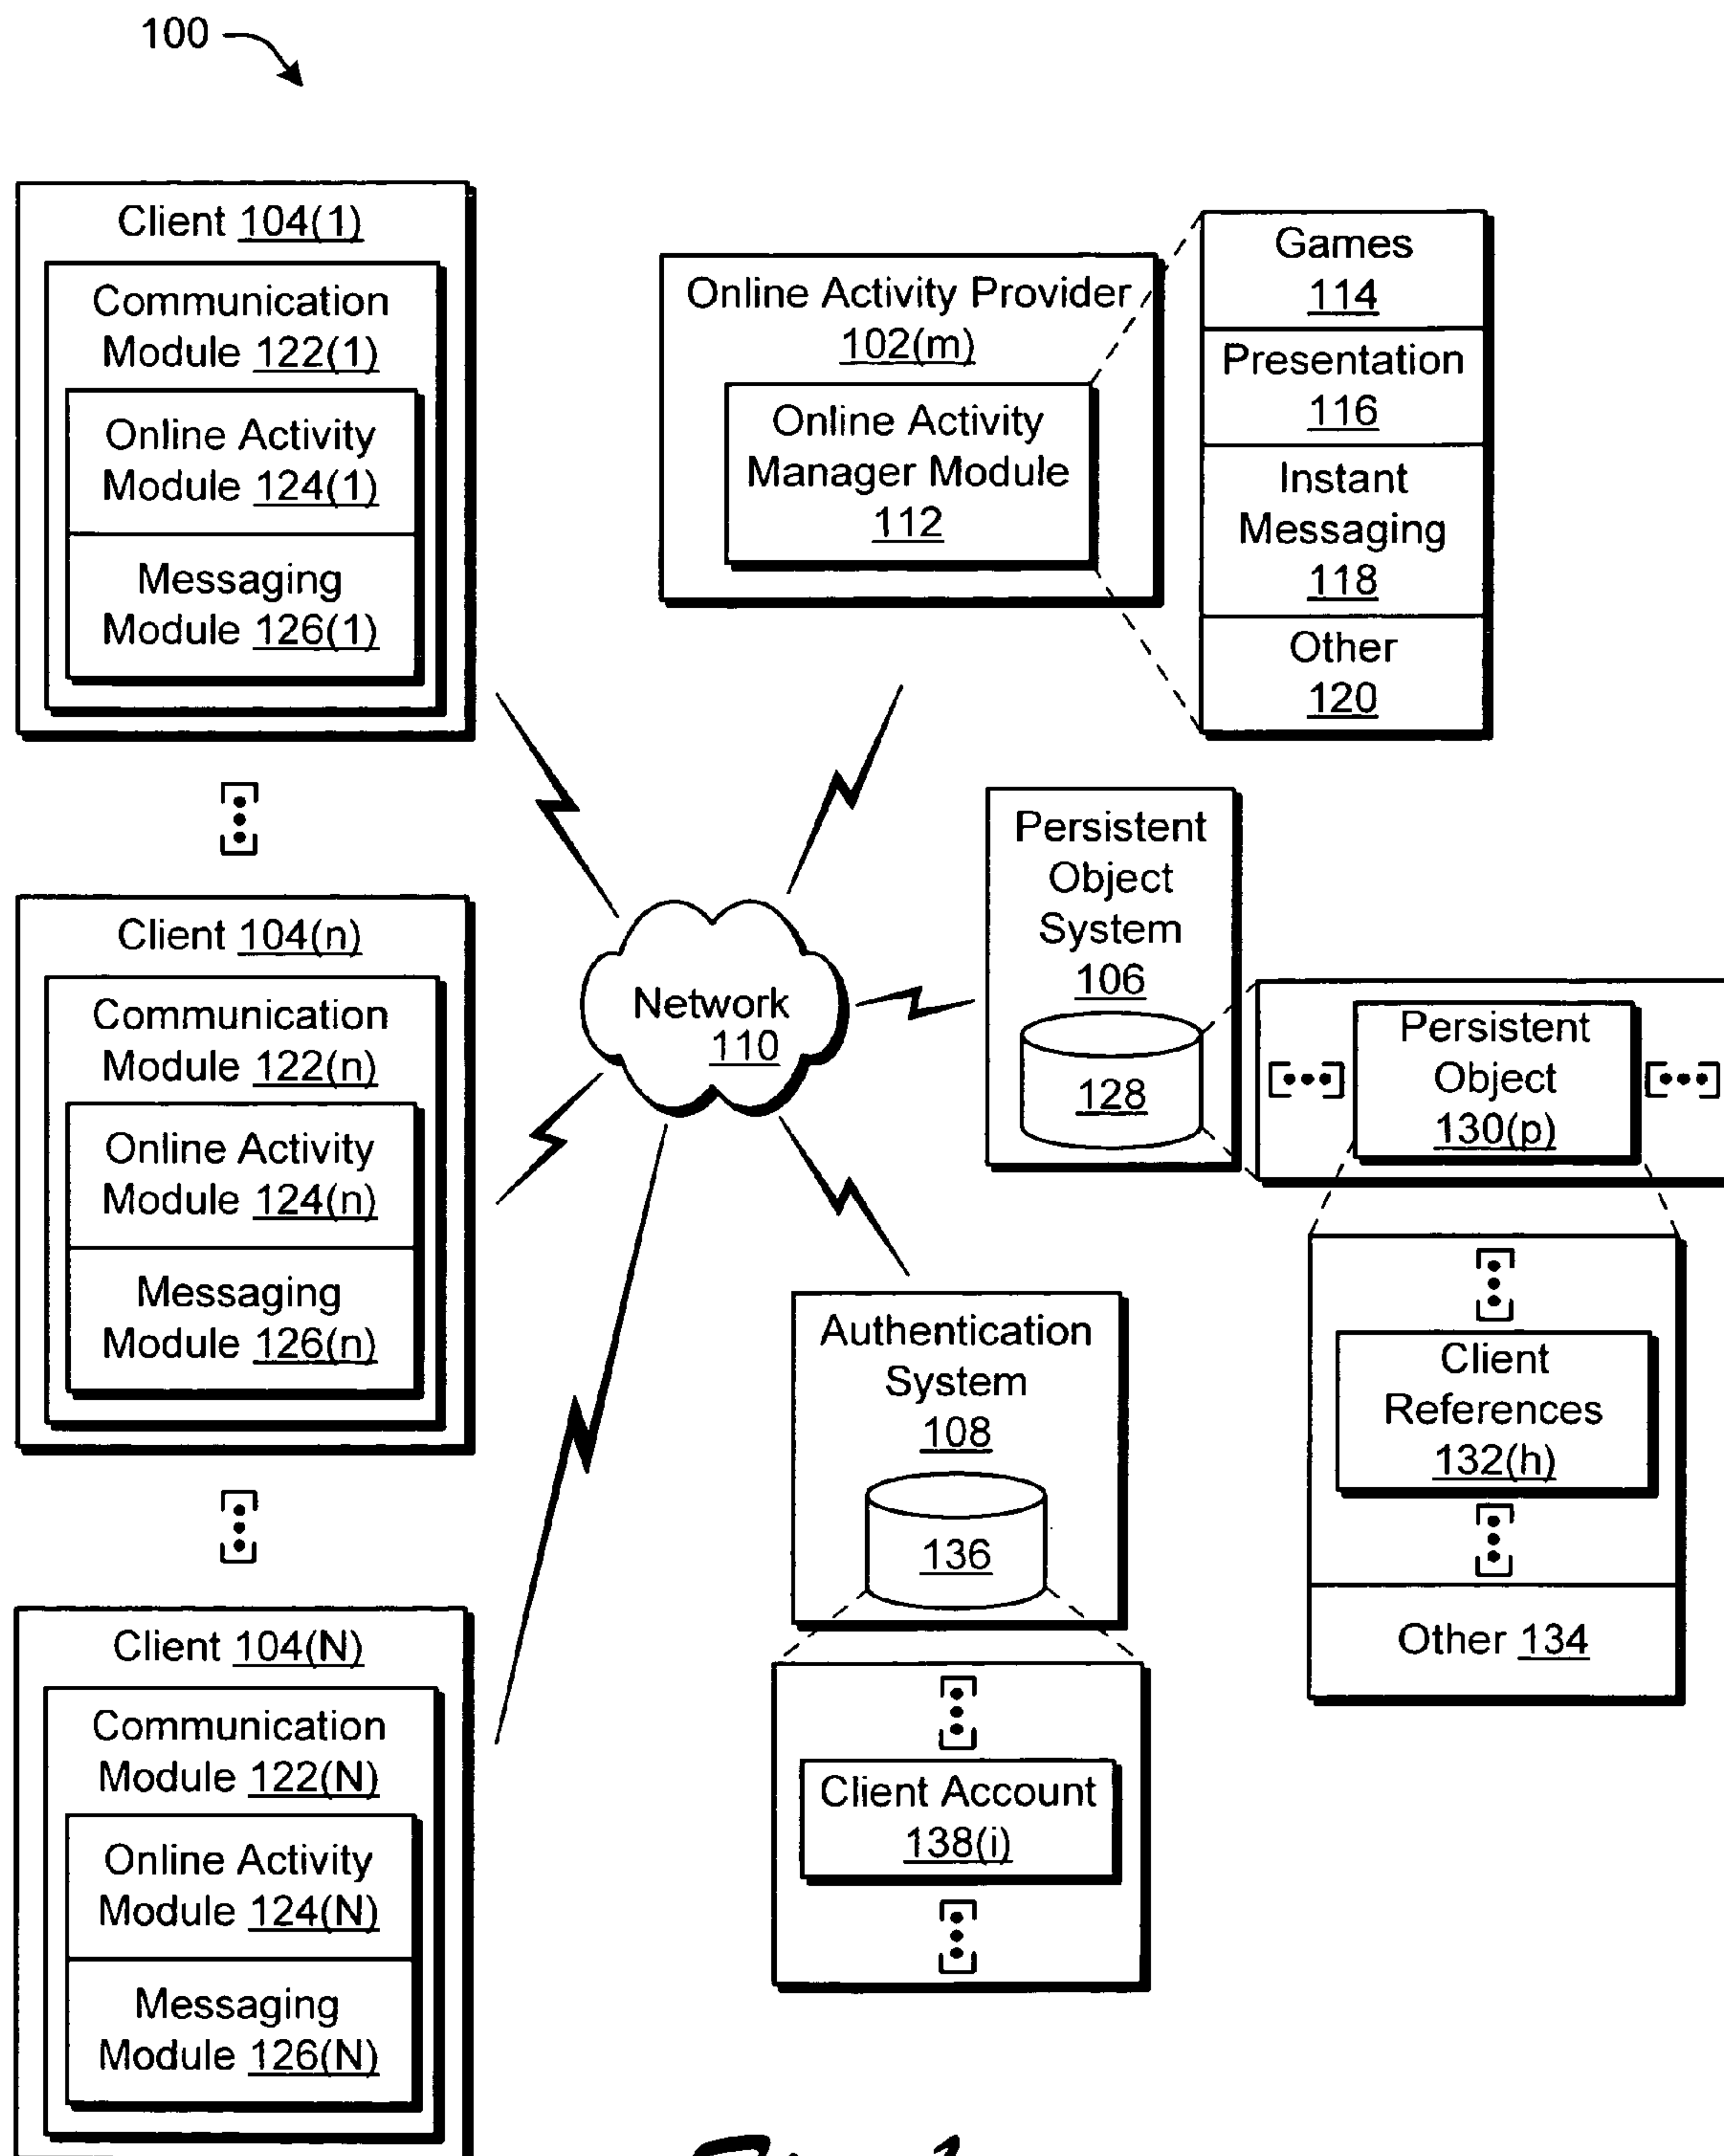 100
Client 104(1)
Communication
Module 122(1)
Online Activity
Module 124(1)
Messaging
Module 126(1)
Client 104(n)
Communication
Module 122(n)
Online Activity
Module 124(n)
Messaging
Module 126(n)
Client 104(N)
Communication
Module 122(N)
Online Activity
Module 124(N)
Messaging
Module 126(N)
Online Activity Provider
102(m)
Online Activity
Manager Module
112
Games
114
Presentation
116
Instant
Messaging
118
Other
120
Network
110
Persistent
Object
System
106
128
Persistent
Object
130(p)
Client
References
132(h)
Other 134
Authentication
System
108
136
Client Account
138(i)